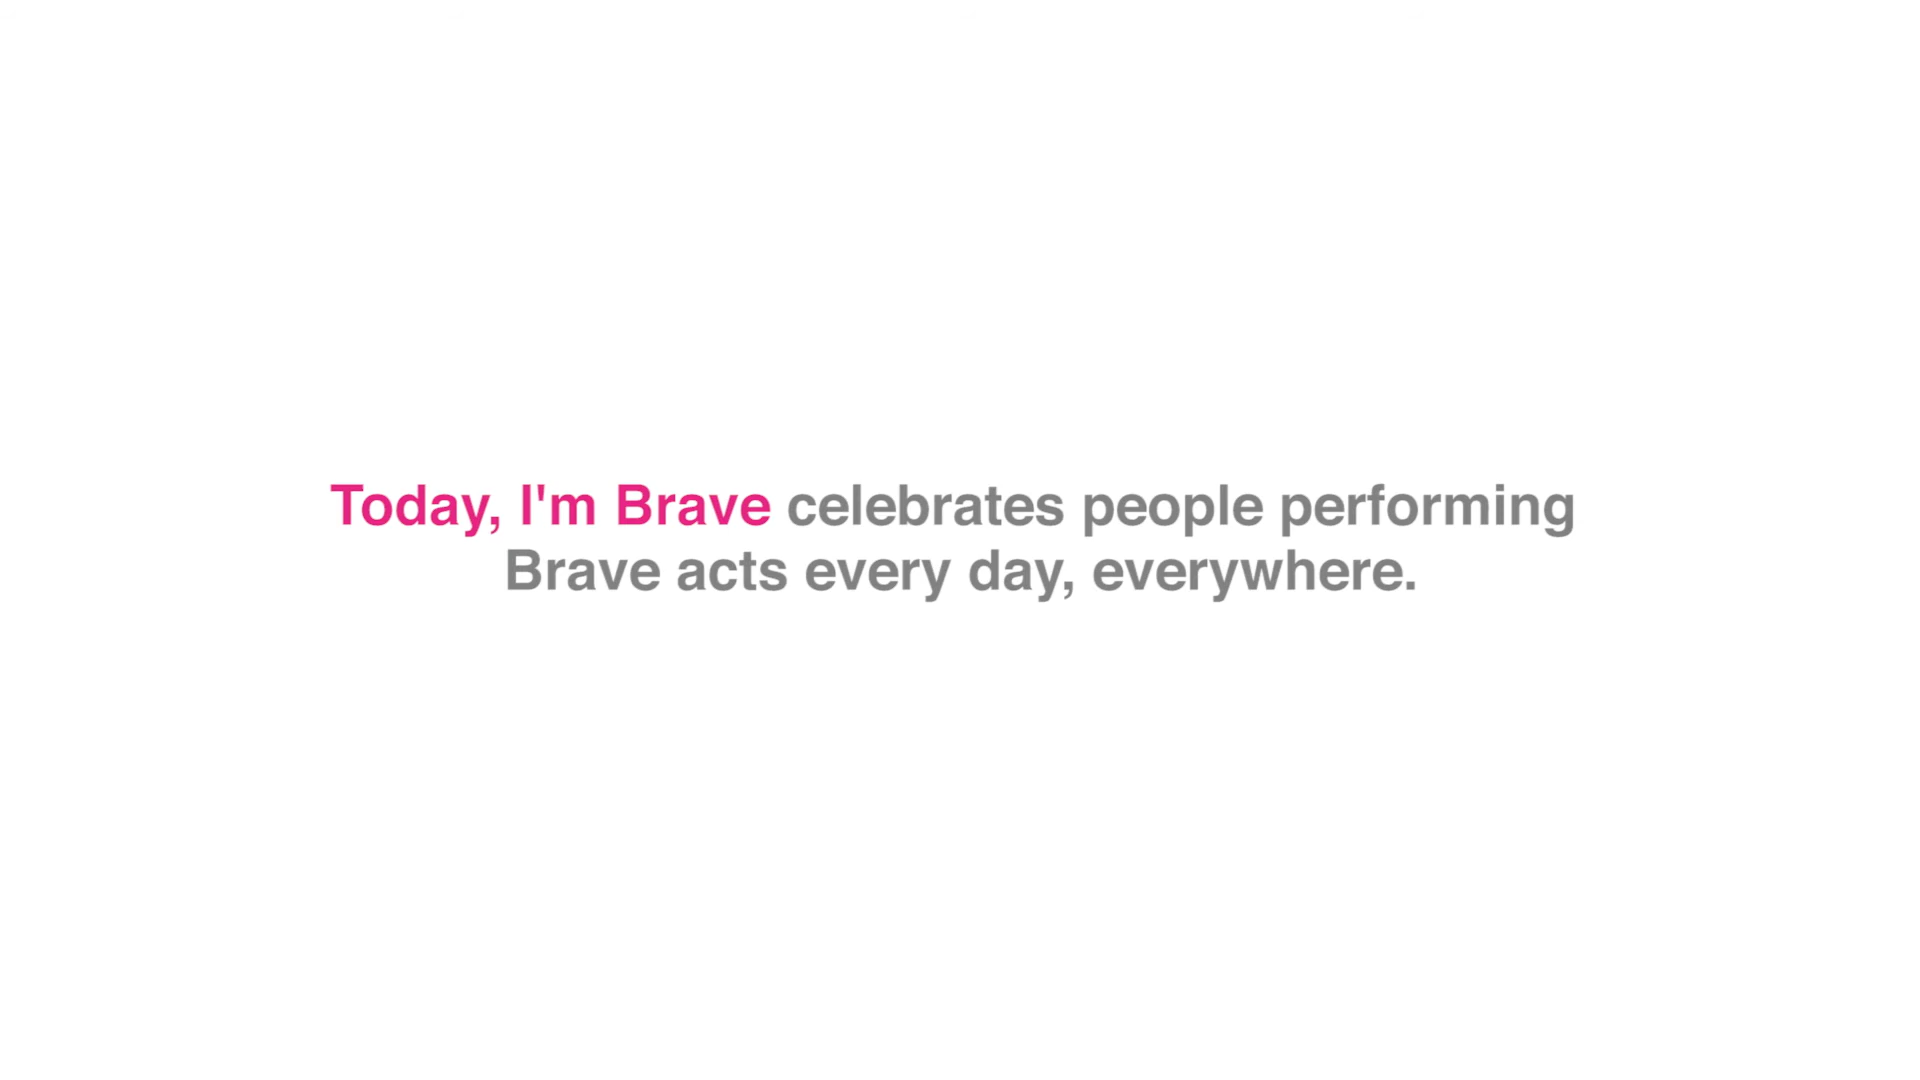 Today, I'm Brave celebrates people performing
Brave acts every day, everywhere.